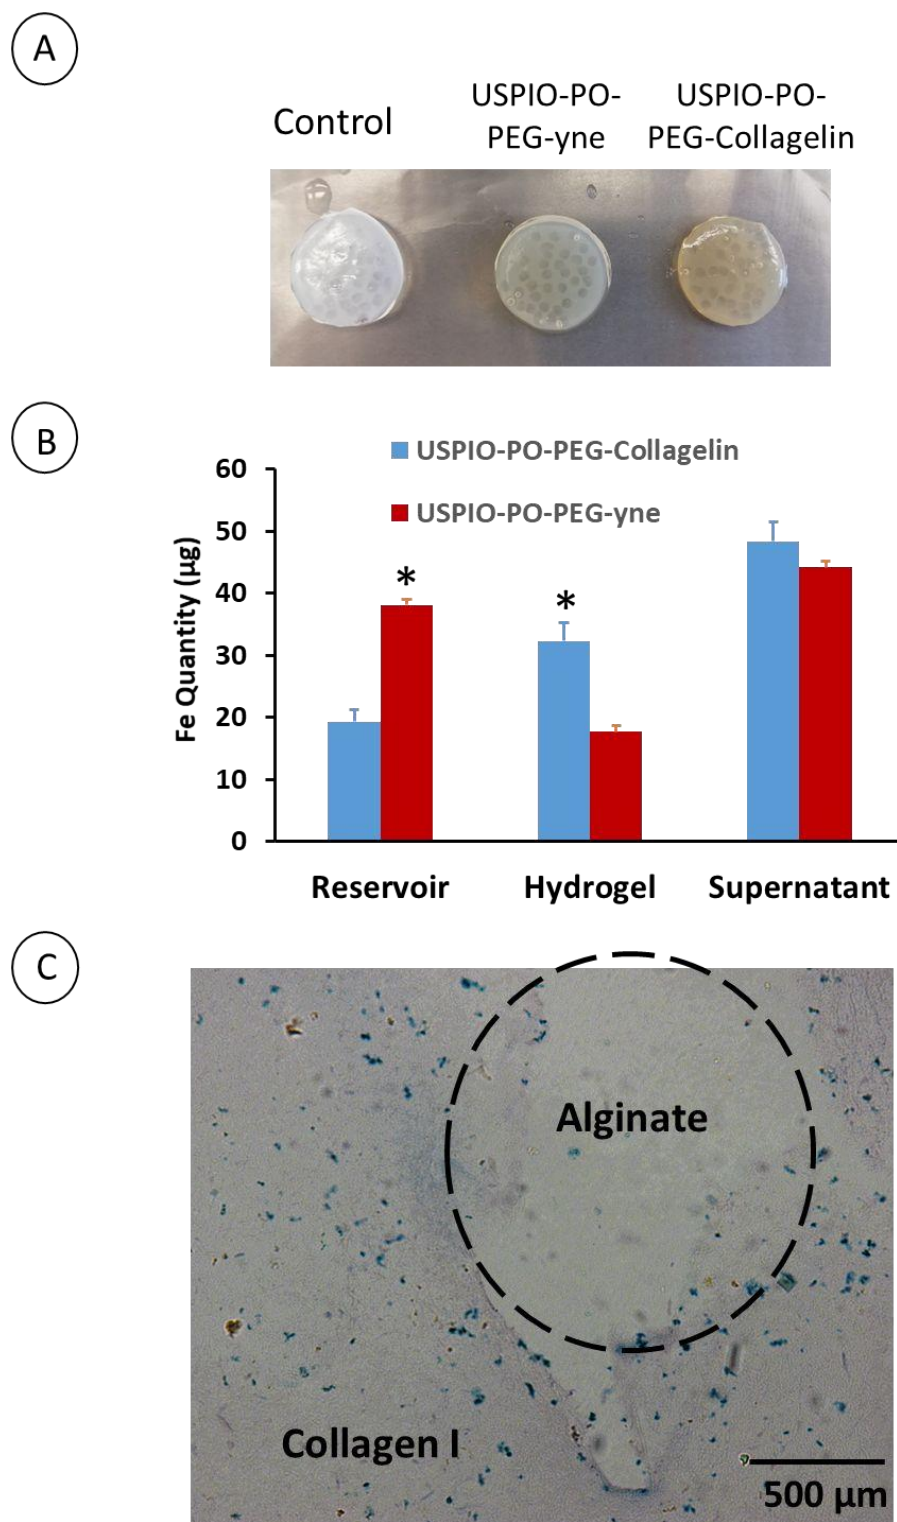 A
Control
USPIO-PO-
PEG-yne
USPIO-PO-
PEG-Collagelin
B
USPIO-PO-PEG-Collagelin
USPIO-PO-PEG-yne
Fe Quantity (µg)
60
50
40
30
20
10
0
*
*
Reservoir
Hydrogel
Supernatant
C
Alginate
Collagen I
500 µm